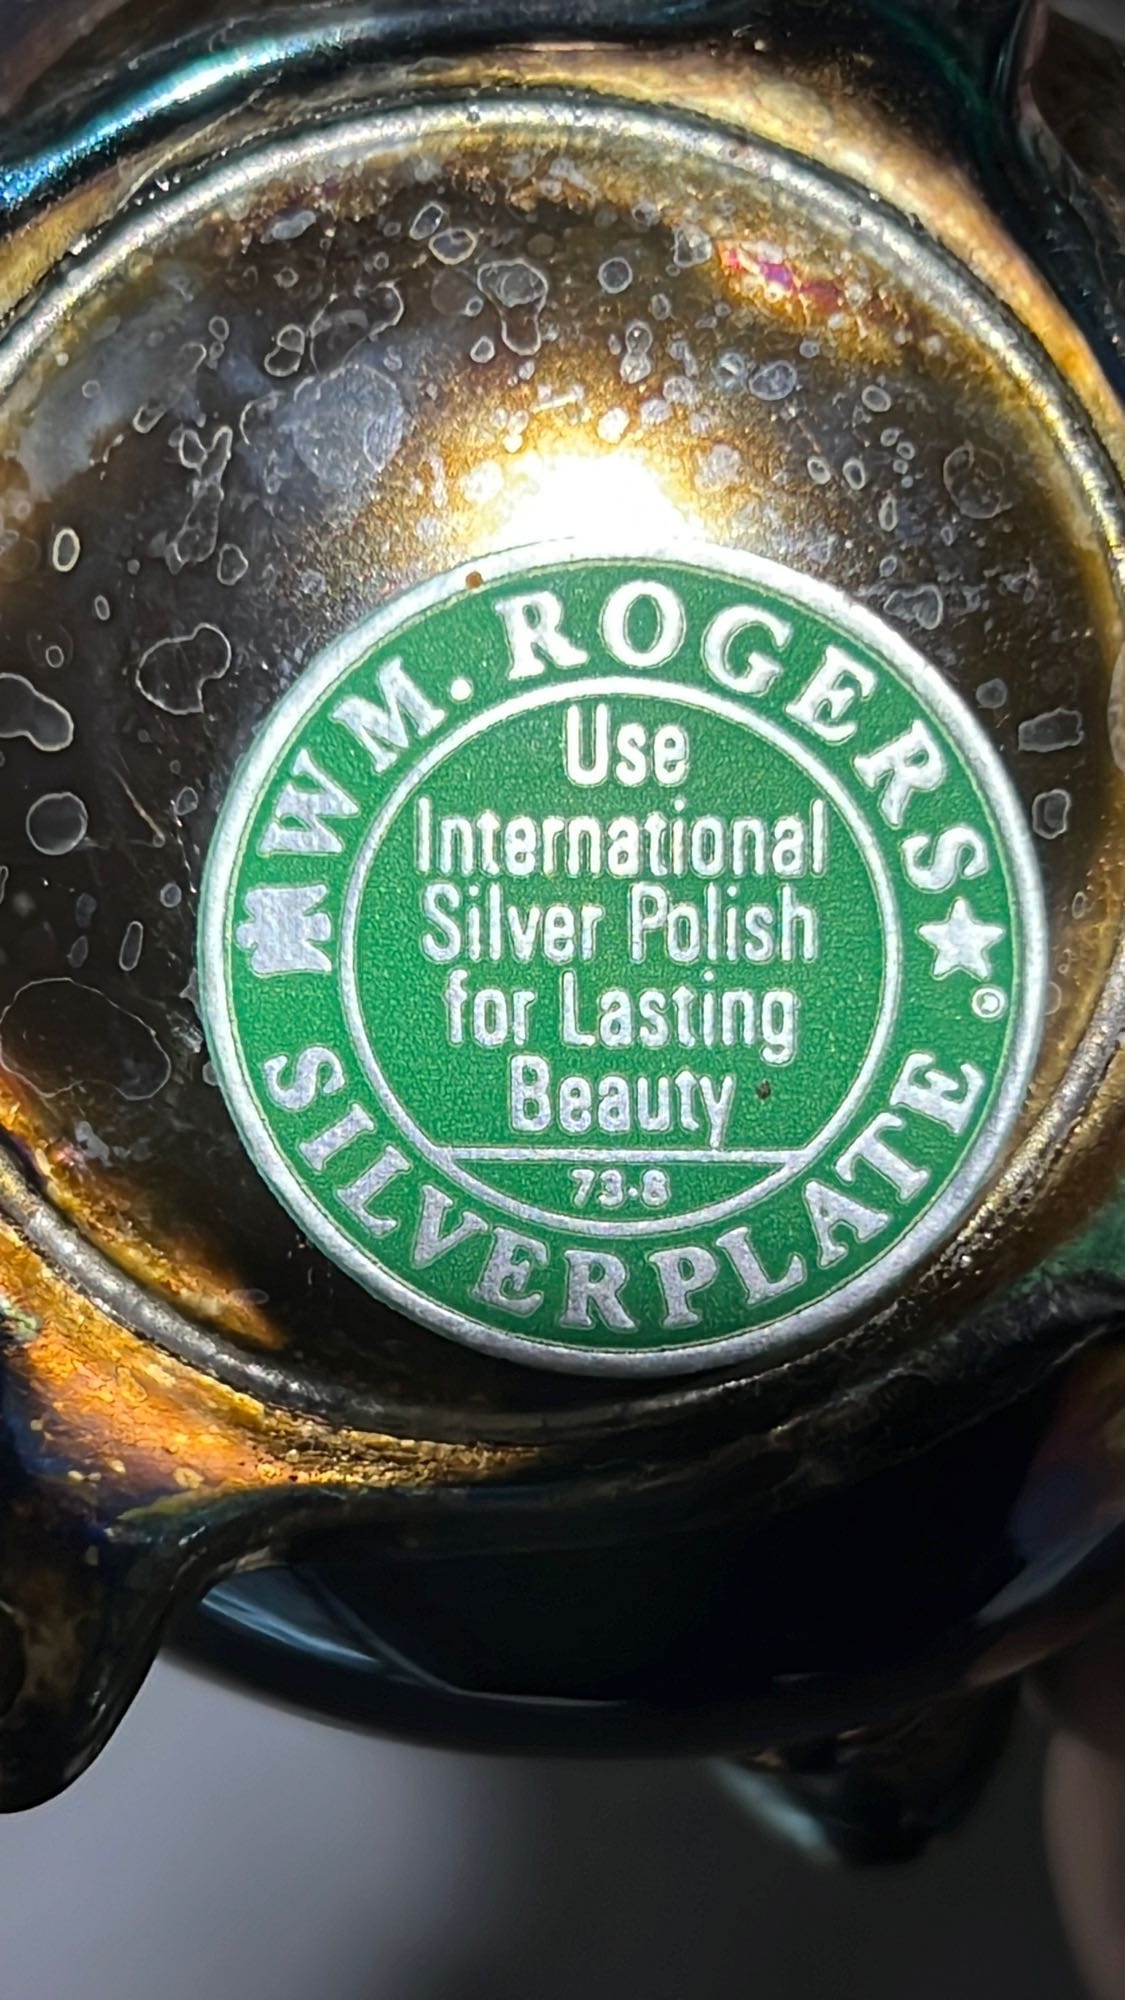 WM. ROGERS★®
Use
International
Silver Polish
for Lasting
Beauty
73-8
SILVERPLATE